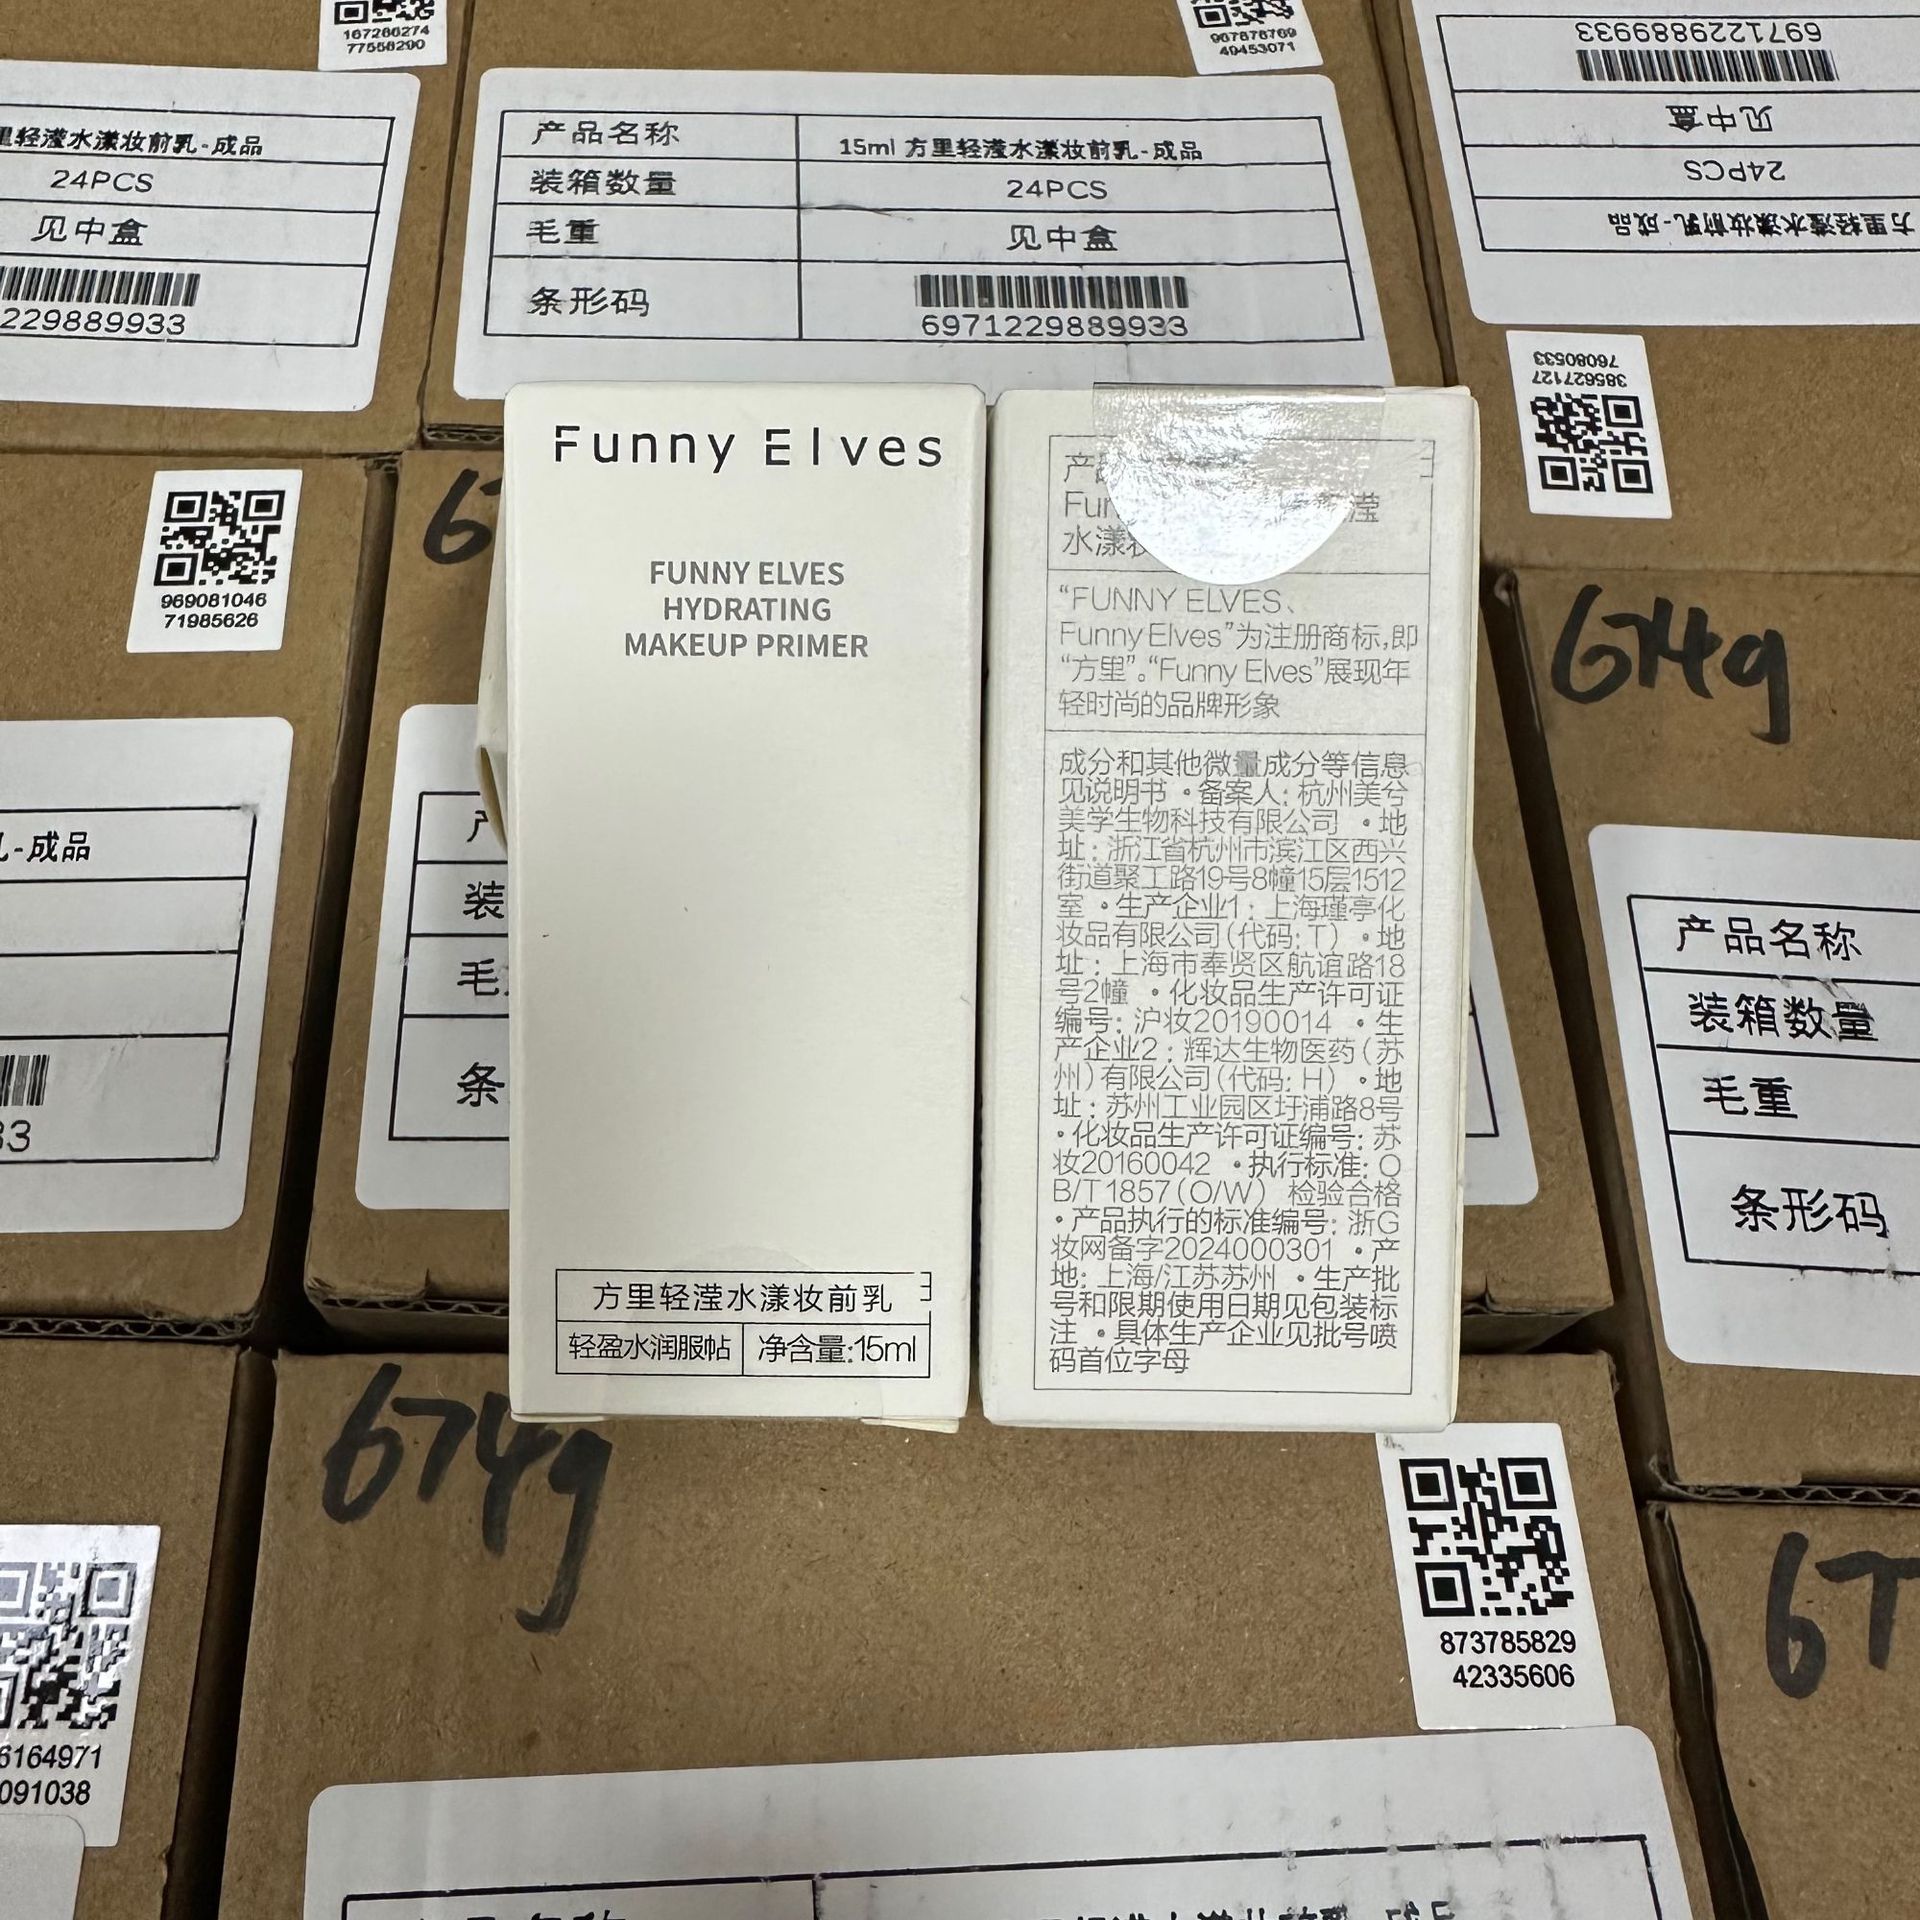 167286274
77558290
967876769
49453071
6971229889933
见中盒
24PCS
方里轻滢水漾妆前乳-成品
里轻滢水漾妆前乳-成品
24PCS
见中盒
229889933
产品名称
15ml 方里轻滢水漾妆前乳-成品
装箱数量
24PCS
毛重
见中盒
条形码
6971229889933
385627127
76080533
969081046
71985626
674g
Funny Elves
FUNNY ELVES
HYDRATING
MAKEUP PRIMER
方里轻滢水漾妆前乳
轻盈水润服帖
净含量:15ml
滢
水漾
“FUNNY ELVES、
Funny Elves”为注册商标,即
“方里”。“Funny Elves”展现年
轻时尚的品牌形象
成分和其他微量成分等信息
见说明书 •备案人:杭州美兮
美学生物科技有限公司 •地
址:浙江省杭州市滨江区西兴
街道聚工路19号8幢15层1512
室 •生产企业1:上海瑾亭化
妆品有限公司(代码:T) •地
址:上海市奉贤区航谊路18
号2幢 •化妆品生产许可证
编号:沪妆20190014 •生
产企业2:辉达生物医药(苏
州)有限公司(代码:H) •地
址:苏州工业园区圩浦路8号
•化妆品生产许可证编号:苏
妆20160042 •执行标准:Q
B/T1857(O/W) 检验合格
•产品执行的标准编号:浙G
妆网备字2024000301 •产
地:上海/江苏苏州 •生产批
号和限期使用日期见包装标
注 •具体生产企业见批号喷
码首位字母
-成品
33
装
毛
条
产品名称
装箱数量
毛重
条形码
674g
873785829
42335606
6164971
091038